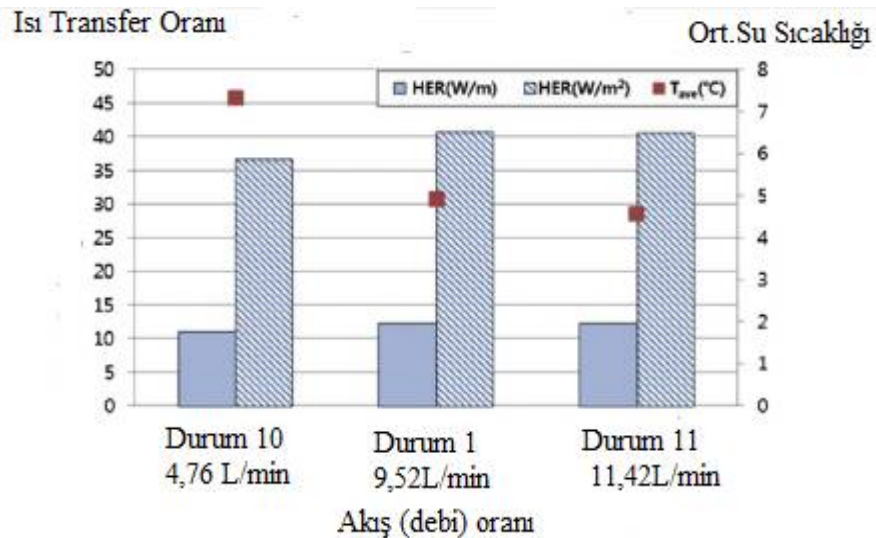 Isı Transfer Oranı
Ort.Su Sıcaklığı
50
45
40
35
30
25
20
15
10
5
0
HER(W/m) HER(W/m²) Tave(°C)
8
7
6
5
4
3
2
1
0
Durum 10
4,76 L/min
Durum 1
9,52L/min
Durum 11
11,42L/min
Akış (debi) oranı